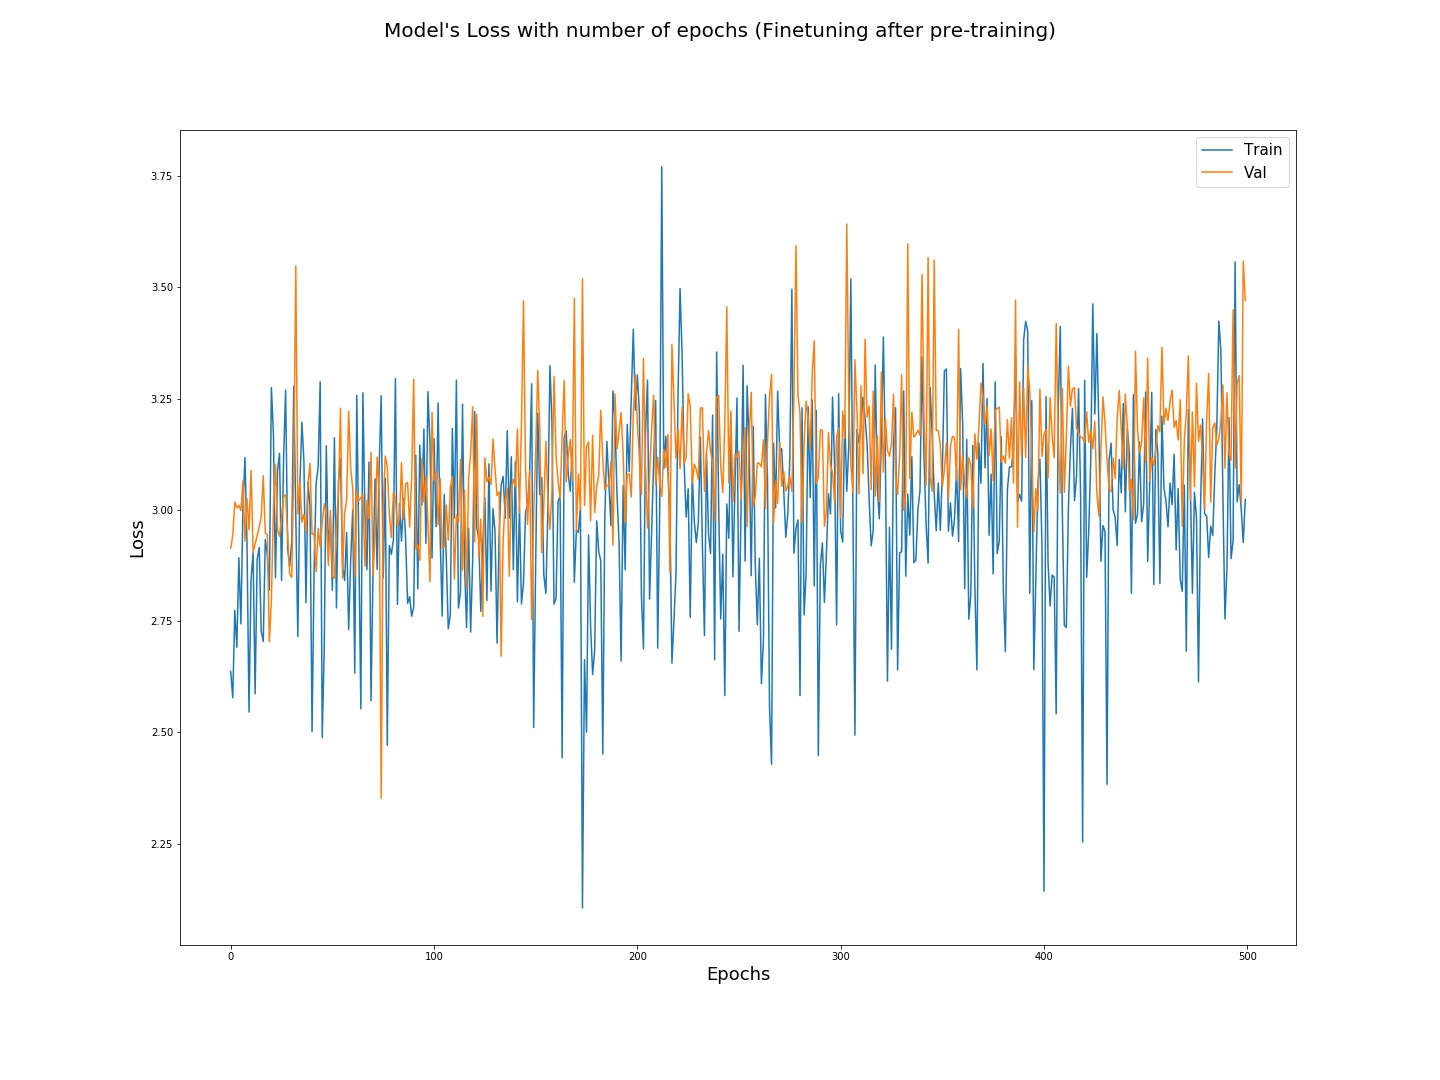 Model's Loss with number of epochs (Finetuning after pre-training)
Train
Val
3.75
3.50
3.25
3.00
2.75
2.50
2.25
Loss
0 100 200 300 400 500
Epochs